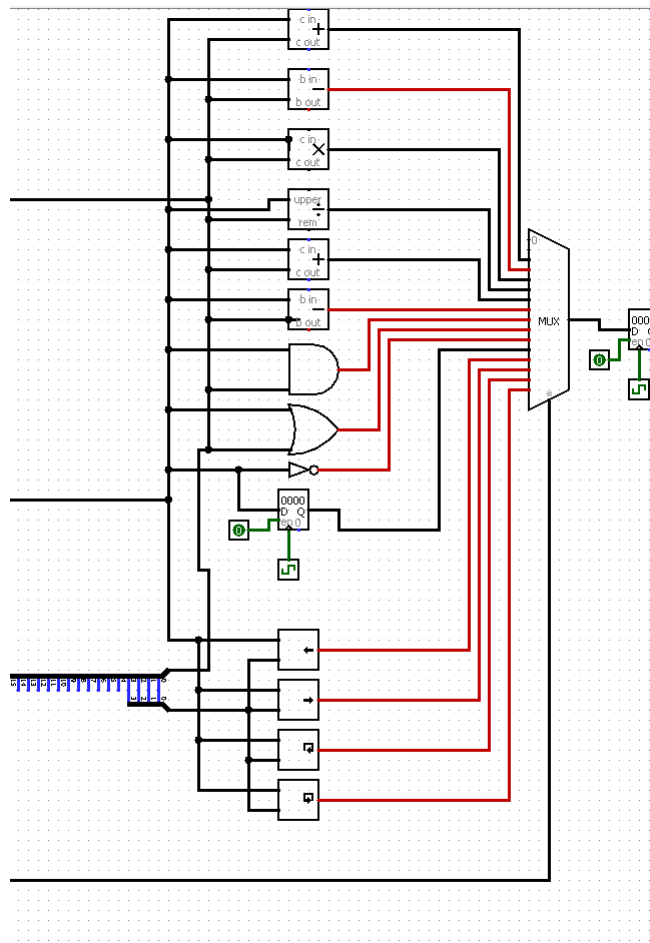 c in
+
c out
b in
−
b out
c in
×
c out
upper
÷
rem
c in
+
c out
b in
−
b out
0
MUX
000
D
en 0
0
0000
D Q
en 0
0